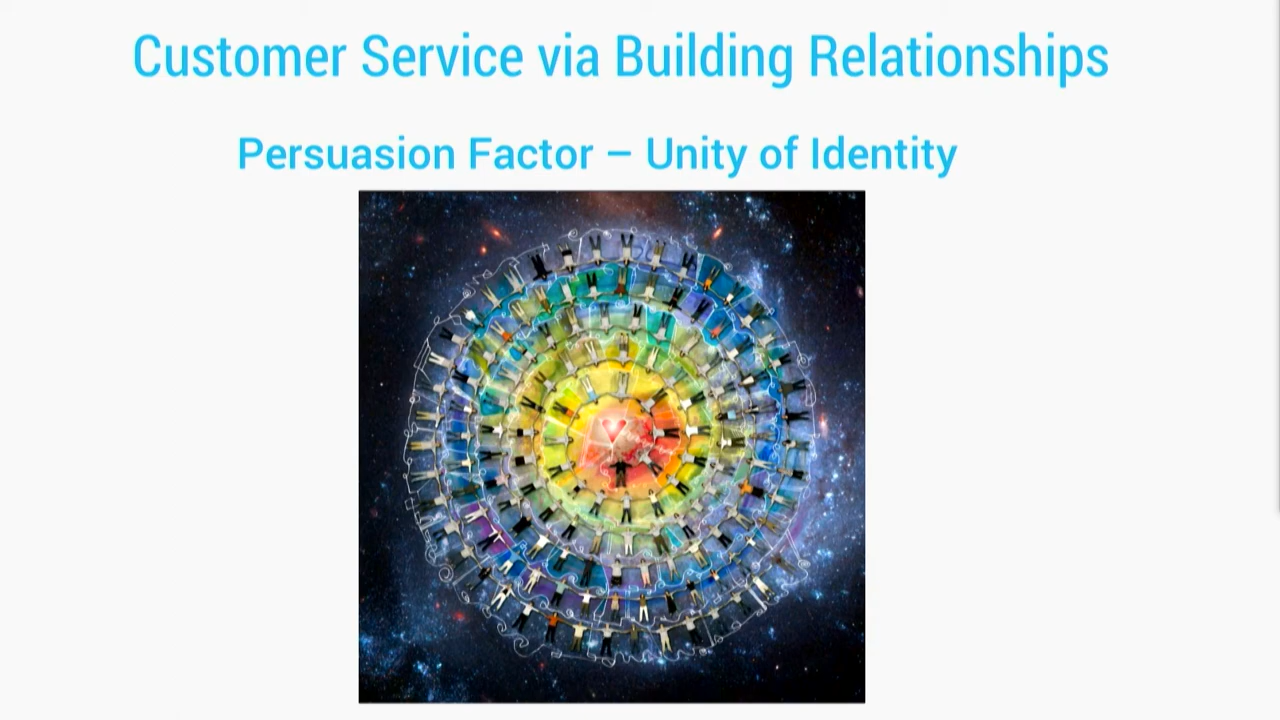 Customer Service via Building Relationships
Persuasion Factor – Unity of Identity